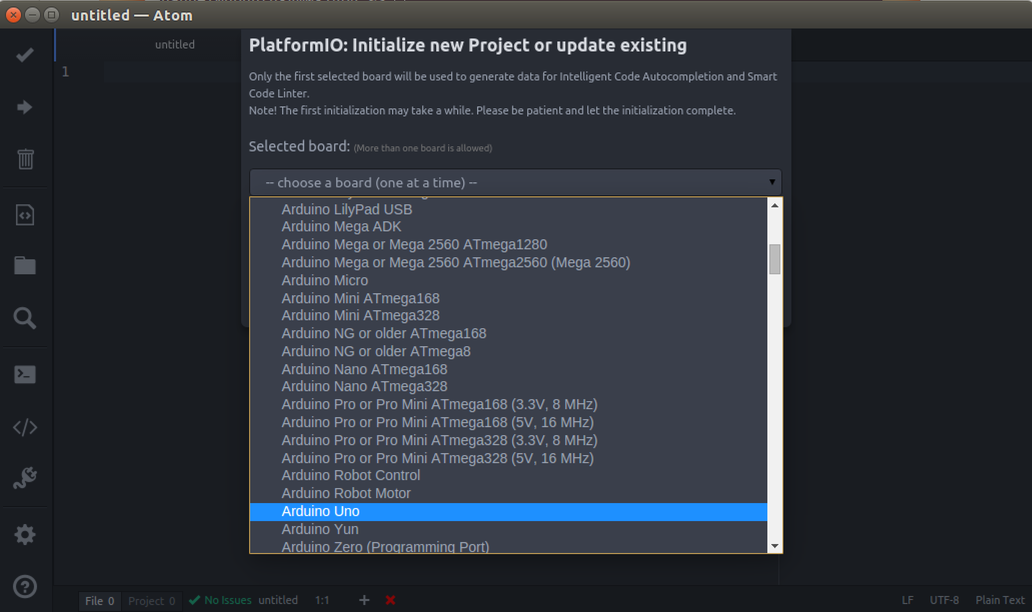 untitled — Atom
untitled
PlatformIO: Initialize new Project or update existing
1
Only the first selected board will be used to generate data for Intelligent Code Autocompletion and Smart
Code Linter.
Note! The first initialization may take a while. Please be patient and let the initialization complete.
Selected board: (More than one board is allowed)
-- choose a board (one at a time) --
Arduino LilyPad USB
Arduino Mega ADK
Arduino Mega or Mega 2560 ATmega1280
Arduino Mega or Mega 2560 ATmega2560 (Mega 2560)
Arduino Micro
Arduino Mini ATmega168
Arduino Mini ATmega328
Arduino NG or older ATmega168
Arduino NG or older ATmega8
Arduino Nano ATmega168
Arduino Nano ATmega328
Arduino Pro or Pro Mini ATmega168 (3.3V, 8 MHz)
Arduino Pro or Pro Mini ATmega168 (5V, 16 MHz)
Arduino Pro or Pro Mini ATmega328 (3.3V, 8 MHz)
Arduino Pro or Pro Mini ATmega328 (5V, 16 MHz)
Arduino Robot Control
Arduino Robot Motor
Arduino Uno
Arduino Yun
Arduino Zero (Programming Port)
File 0 Project 0 No Issues untitled 1:1 LF UTF-8 Plain Text